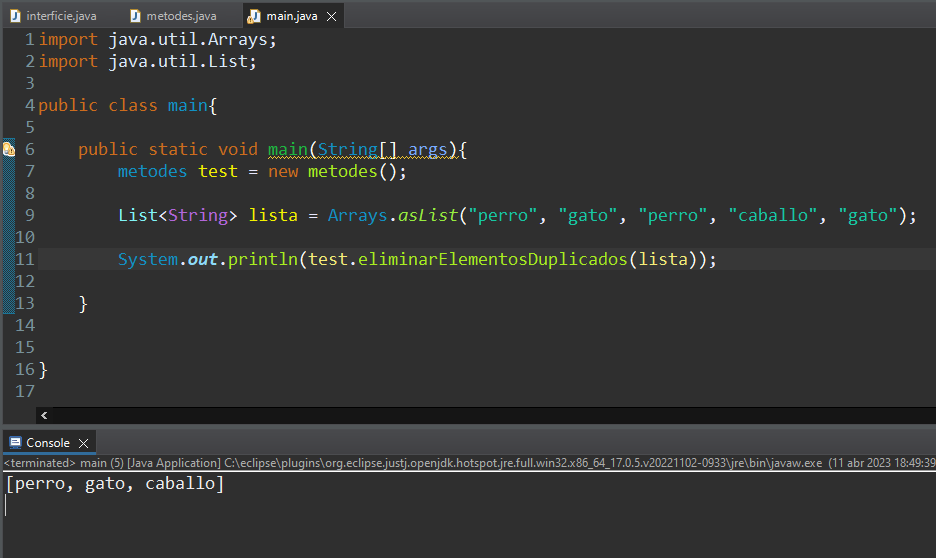 interficie.java metodes.java main.java
1 import java.util.Arrays;
2 import java.util.List;
3
4 public class main{
5
6 public static void main(String[] args){
7 metodes test = new metodes();
8
9 List<String> lista = Arrays.asList("perro", "gato", "perro", "caballo", "gato");
10
11 System.out.println(test.eliminarElementosDuplicados(lista));
12
13 }
14
15
16 }
17
Console
<terminated> main (5) [Java Application] C:\eclipse\plugins\org.eclipse.justj.openjdk.hotspot.jre.full.win32.x86_64_17.0.5.v20221102-0933\jre\bin\javaw.exe (11 abr 2023 18:49:39
[perro, gato, caballo]